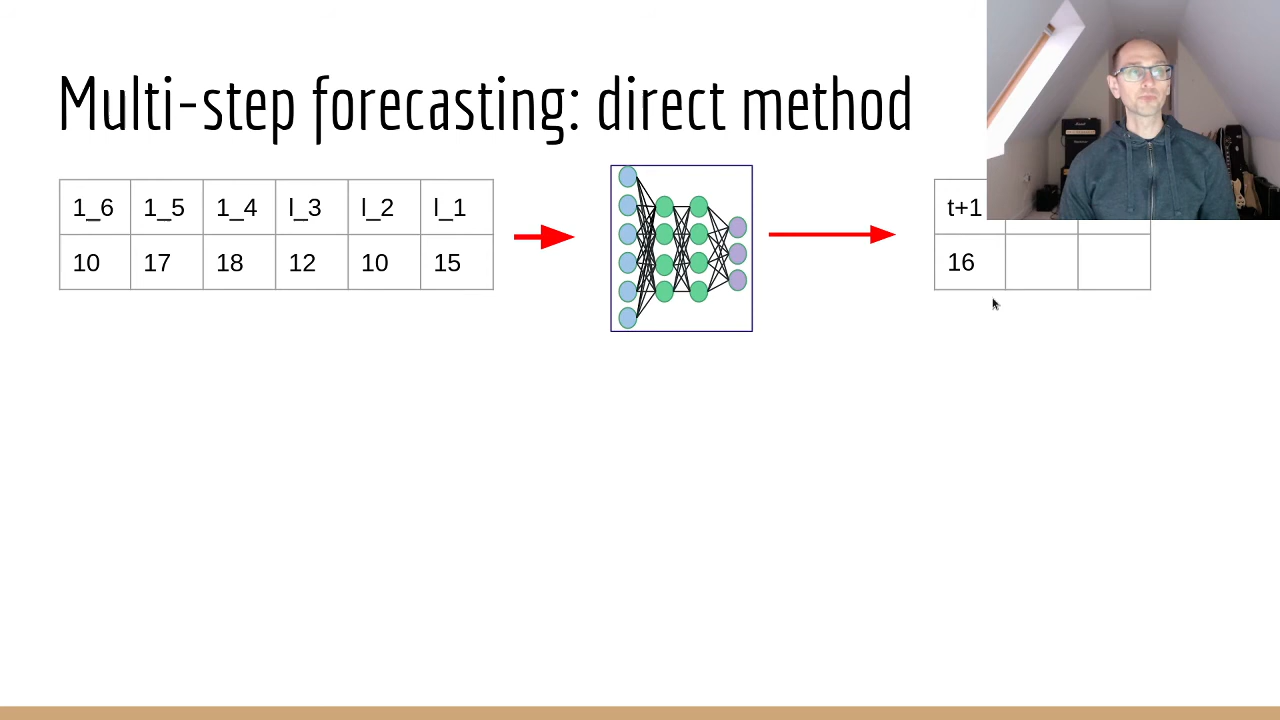 Multi-step forecasting: direct method
1_6 1_5 1_4 l_3 l_2 l_1
10 17 18 12 10 15
t+1
16